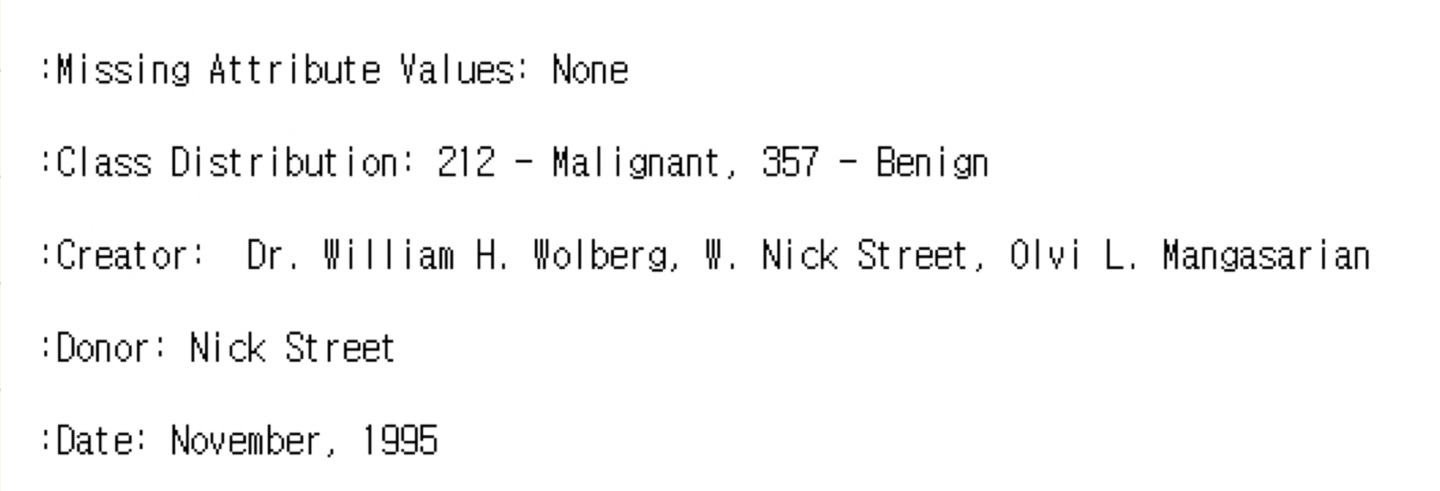 :Missing Attribute Values: None
:Class Distribution: 212 - Malignant, 357 - Benign
:Creator:  Dr. William H. Wolberg, W. Nick Street, Olvi L. Mangasarian
:Donor: Nick Street
:Date: November, 1995